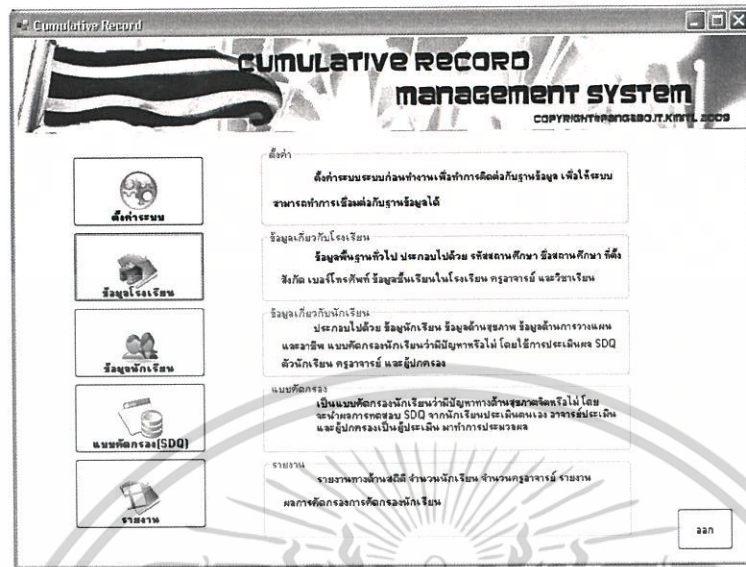 Cumulative Record
CUMULATIVE RECORD
MANAGEMENT SYSTEM
COPYRIGHT@PANGABO.IT.KMITL 2009
ตั้งค่า
ตั้งค่าระบบระบบก่อนทำงานเพื่อทำการติดต่อกับฐานข้อมูล เพื่อให้ระบบ
สามารถทำการเชื่อมต่อกับฐานข้อมูลได้
ตั้งค่าระบบ
ข้อมูลเกี่ยวกับโรงเรียน
ข้อมูลพื้นฐานทั่วไป ประกอบไปด้วย รหัสสถานศึกษา ชื่อสถานศึกษา ที่ตั้ง
สังกัด เบอร์โทรศัพท์ ข้อมูลชั้นเรียนในโรงเรียน ครูอาจารย์ และวิชาเรียน
ข้อมูลโรงเรียน
ข้อมูลเกี่ยวกับนักเรียน
ประกอบไปด้วย ข้อมูนักเรียน ข้อมูลด้านสุขภาพ ข้อมูลด้านการวางแผน
และอาชีพ แบบคัดกรองนักเรียนว่ามีปัญหาหรือไม่ โดยใช้การประเมินผล SDQ
ตัวนักเรียน ครูอาจารย์ และผู้ปกครอง
ข้อมูลนักเรียน
แบบคัดกรอง
เป็นแบบคัดกรองนักเรียนว่ามีปัญหาทางด้านสุขภาพจิตหรือไม่ โดย
จะนำผลการทดสอบ SDQ จากนักเรียนประเมินตนเอง อาจารย์ประเมิน
และผู้ปกครองเป็นผู้ประเมิน มาทำการประมวลผล
แบบคัดกรอง(SDQ)
รายงาน
รายงานทางด้านสถิติ จำนวนนักเรียน จำนวนครูอาจารย์ รายงาน
ผลการคัดกรองการคัดกรองนักเรียน
รายงาน
ออก